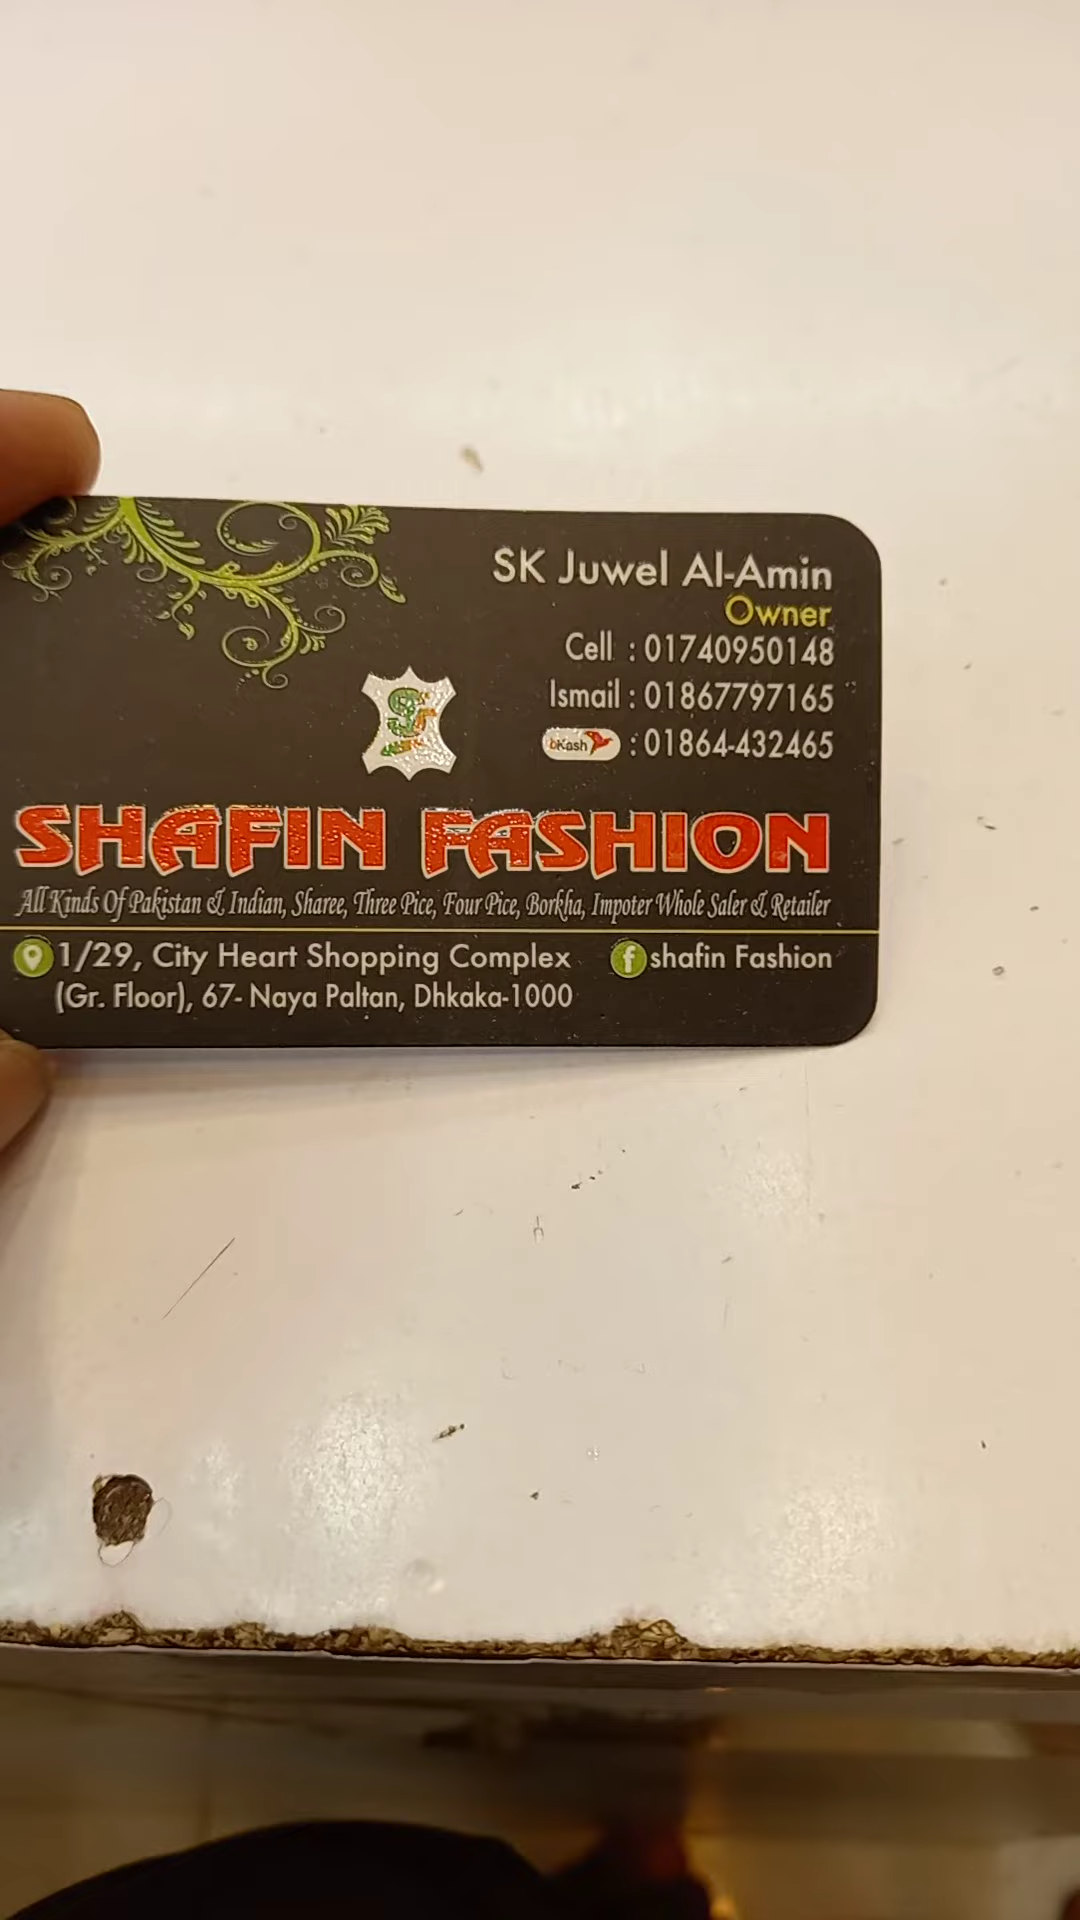 SK Juwel Al-Amin
Owner
Cell : 01740950148
Ismail : 01867797165
bKash : 01864-432465
SF
SHAFIN FASHION
All Kinds Of Pakistan & Indian, Sharee, Three Pice, Four Pice, Borkha, Impoter Whole Saler & Retailer
1/29, City Heart Shopping Complex
(Gr. Floor), 67- Naya Paltan, Dhkaka-1000
f shafin Fashion